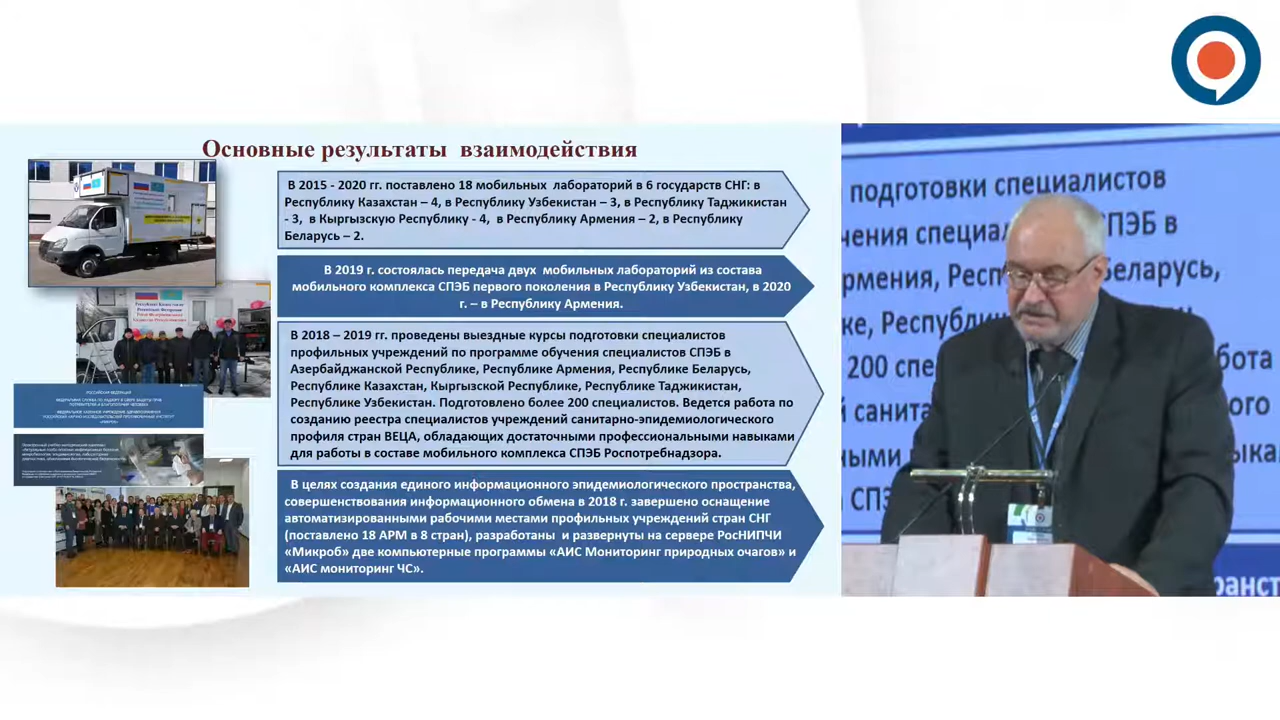 Основные результаты взаимодействия
В 2015 - 2020 гг. поставлено 18 мобильных лабораторий в 6 государств СНГ: в
Республику Казахстан – 4, в Республику Узбекистан – 3, в Республику Таджикистан
- 3, в Кыргызскую Республику - 4, в Республику Армения – 2, в Республику
Беларусь – 2.
В 2019 г. состоялась передача двух мобильных лабораторий из состава
мобильного комплекса СПЭБ первого поколения в Республику Узбекистан, в 2020
г. – в Республику Армения.
В 2018 – 2019 гг. проведены выездные курсы подготовки специалистов
профильных учреждений по программе обучения специалистов СПЭБ в
Азербайджанской Республике, Республике Армения, Республике Беларусь,
Республике Казахстан, Кыргызской Республике, Республике Таджикистан,
Республике Узбекистан. Подготовлено более 200 специалистов. Ведется работа по
созданию реестра специалистов учреждений санитарно-эпидемиологического
профиля стран ВЕЦА, обладающих достаточными профессиональными навыками
для работы в составе мобильного комплекса СПЭБ Роспотребнадзора.
В целях создания единого информационного эпидемиологического пространства,
совершенствования информационного обмена в 2018 г. завершено оснащение
автоматизированными рабочими местами профильных учреждений стран СНГ
(поставлено 18 АРМ в 8 стран), разработаны и развернуты на сервере РосНИПЧИ
«Микроб» две компьютерные программы «АИС Мониторинг природных очагов» и
«АИС мониторинг ЧС».
РОССИЙСКАЯ ФЕДЕРАЦИЯ
подготовки специалистов
чения специал СПЭБ в
рмения, Респ Беларусь,
ке, Республи
200 спе бота
й санита ого
ными ыка
СПЭ
ранст